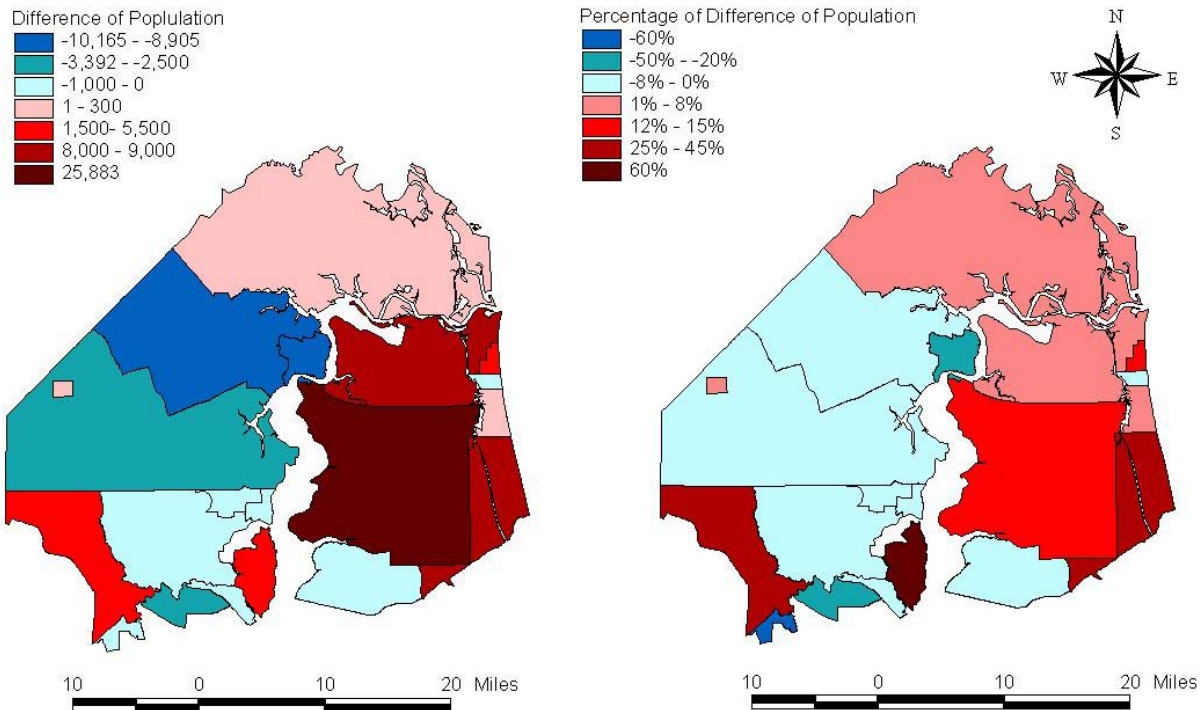 Difference of Poplulation
-10,165 - -8,905
-3,392 - -2,500
-1,000 - 0
1 - 300
1,500- 5,500
8,000 - 9,000
25,883
Percentage of Difference of Population
-60%
-50% - -20%
-8% - 0%
1% - 8%
12% - 15%
25% - 45%
60%
N
W E
S
10 0 10 20 Miles
10 0 10 20 Miles